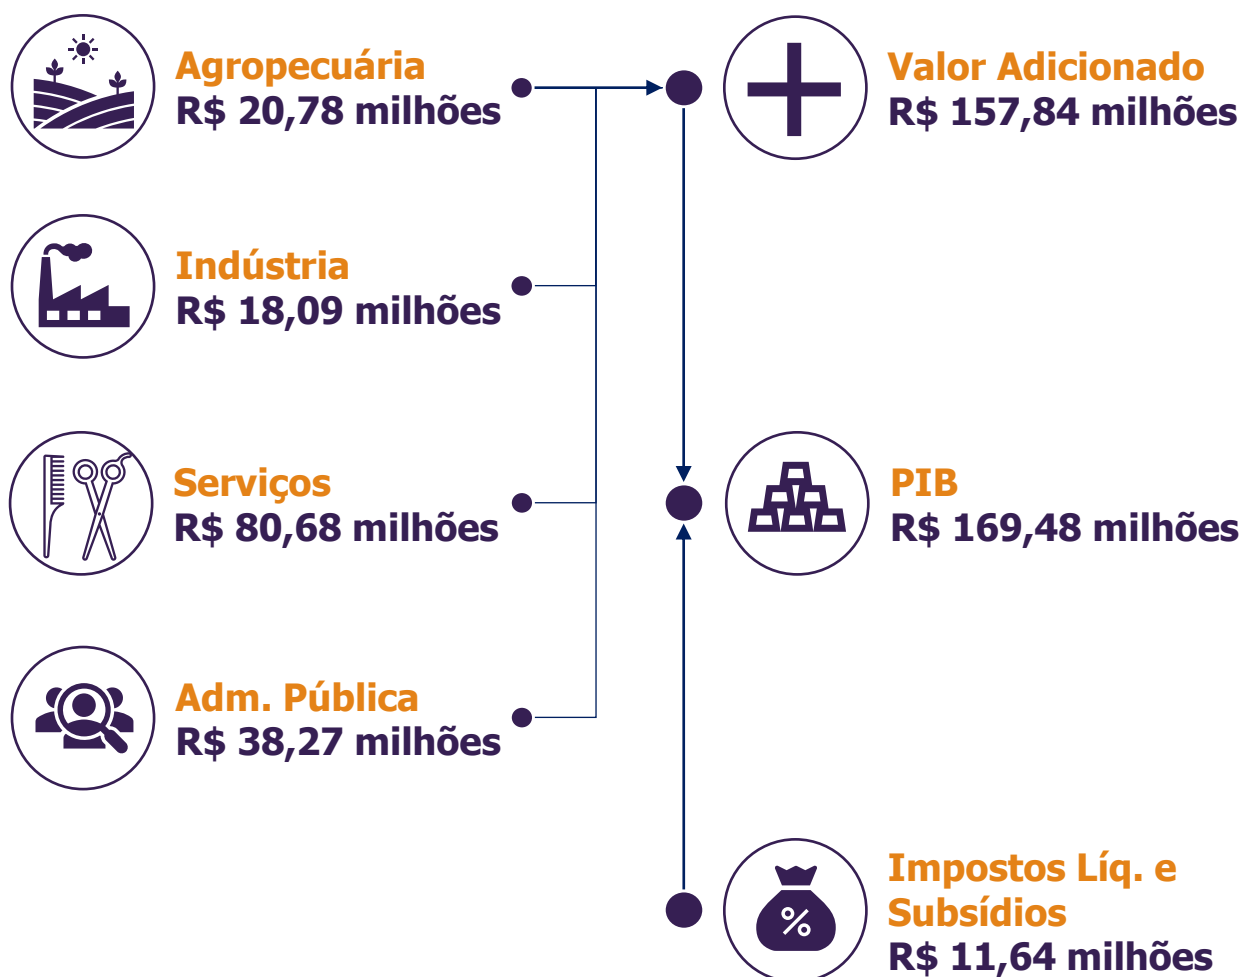 Agropecuária
R$ 20,78 milhões
Valor Adicionado
R$ 157,84 milhões
Indústria
R$ 18,09 milhões
Serviços
R$ 80,68 milhões
PIB
R$ 169,48 milhões
Adm. Pública
R$ 38,27 milhões
Impostos Líq. e
Subsídios
R$ 11,64 milhões
%